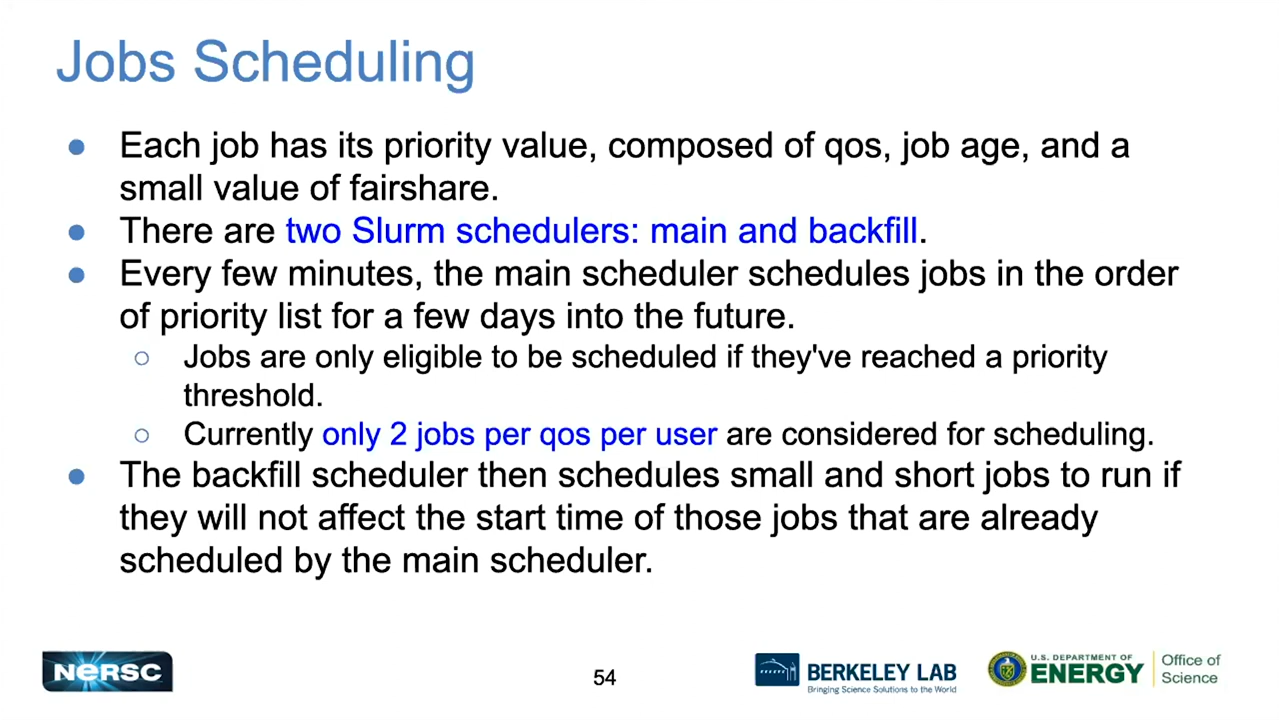 Jobs Scheduling
● Each job has its priority value, composed of qos, job age, and a
small value of fairshare.
● There are two Slurm schedulers: main and backfill.
● Every few minutes, the main scheduler schedules jobs in the order
of priority list for a few days into the future.
○ Jobs are only eligible to be scheduled if they've reached a priority
threshold.
○ Currently only 2 jobs per qos per user are considered for scheduling.
● The backfill scheduler then schedules small and short jobs to run if
they will not affect the start time of those jobs that are already
scheduled by the main scheduler.
NERSC
54
BERKELEY LAB
Bringing Science Solutions to the World
U.S. DEPARTMENT OF
ENERGY
Office of
Science